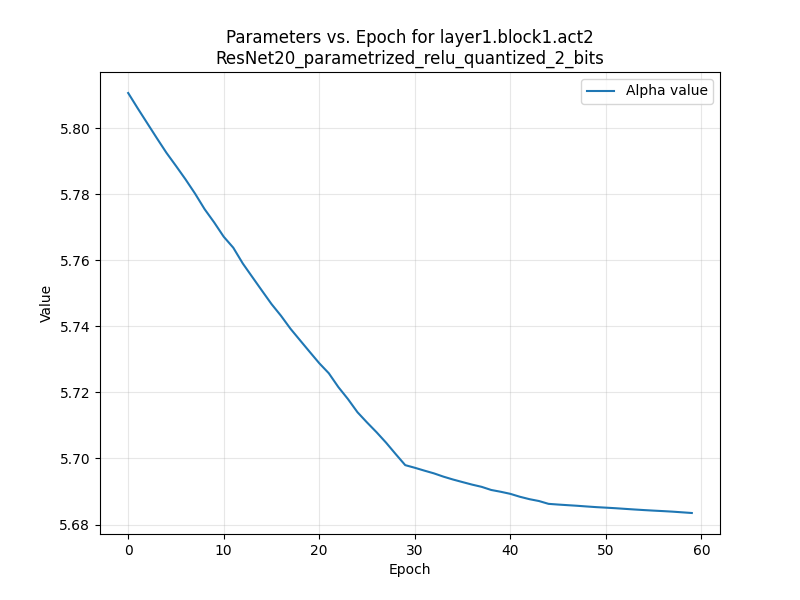 Parameters vs. Epoch for layer1.block1.act2
ResNet20_parametrized_relu_quantized_2_bits
Alpha value
Value
5.80
5.78
5.76
5.74
5.72
5.70
5.68
0 10 20 30 40 50 60
Epoch